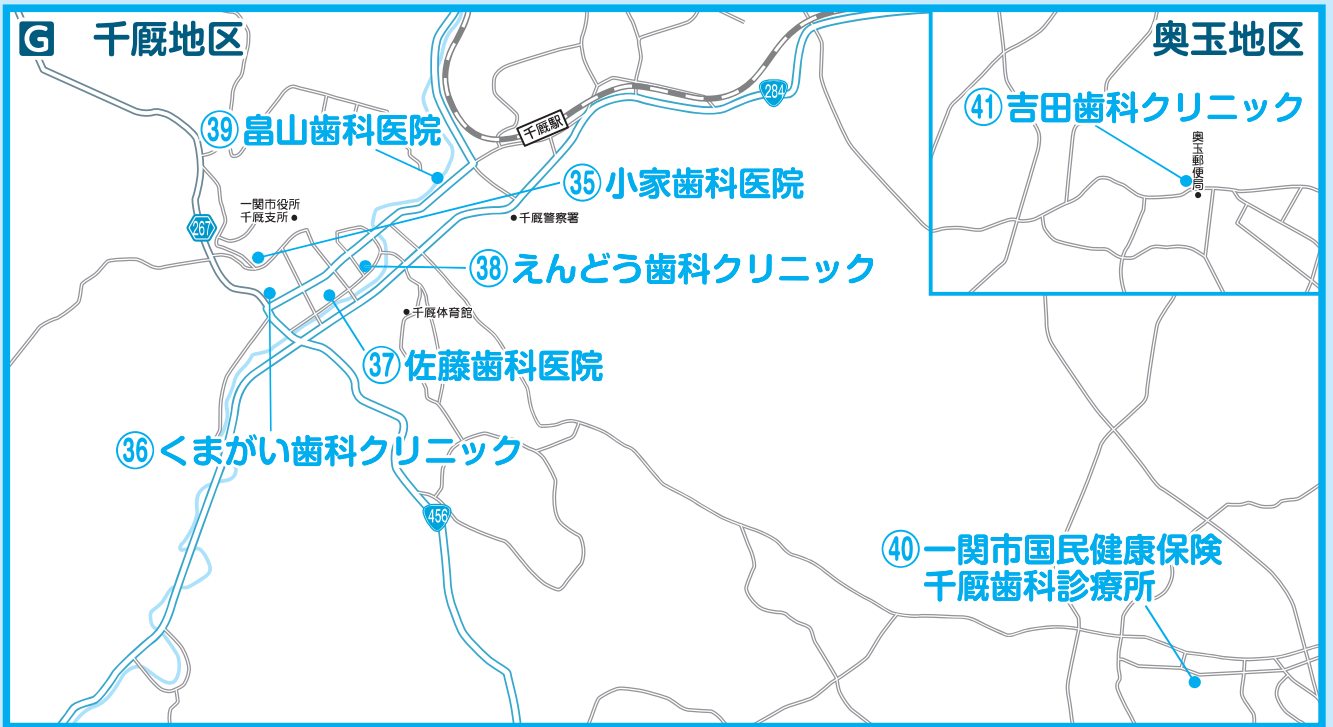 G 千厩地区
奥玉地区
284
㊶吉田歯科クリニック
㊴畠山歯科医院
千厩駅
奥玉郵便局
㉟小家歯科医院
一関市役所
千厩支所
千厩警察署
267
㊳えんどう歯科クリニック
千厩体育館
㊲佐藤歯科医院
㊱くまがい歯科クリニック
456
㊵一関市国民健康保険
千厩歯科診療所